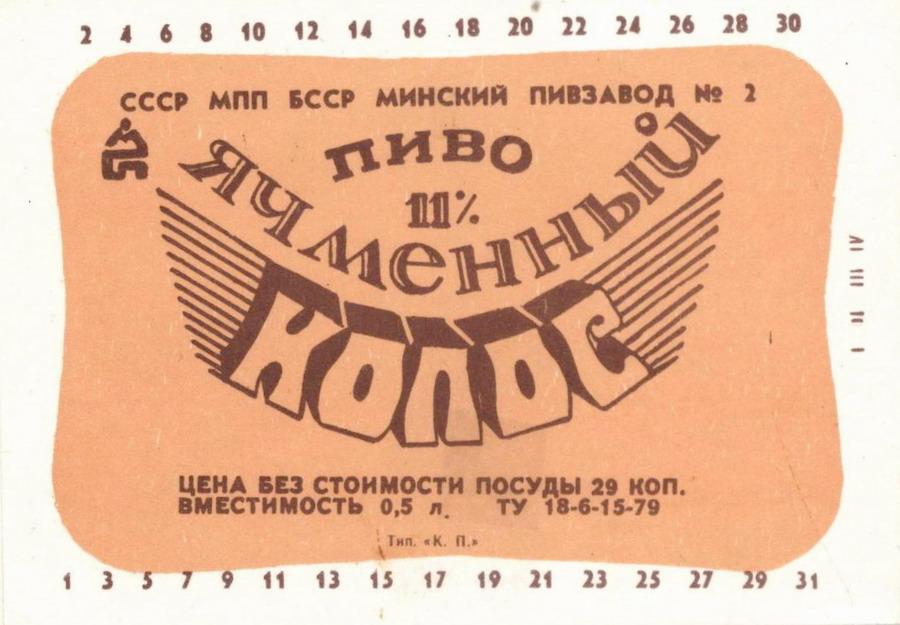 2 4 6 8 10 12 14 16 18 20 22 24 26 28 30
СССР МПП БССР МИНСКИЙ ПИВЗАВОД № 2
ПИВО
11%
ЯЧМЕННЫЙ
КОЛОС
IV III II I
ЦЕНА БЕЗ СТОИМОСТИ ПОСУДЫ 29 КОП.
ВМЕСТИМОСТЬ 0,5 л. ТУ 18-6-15-79
Тип. «К. П.»
1 3 5 7 9 11 13 15 17 19 21 23 25 27 29 31